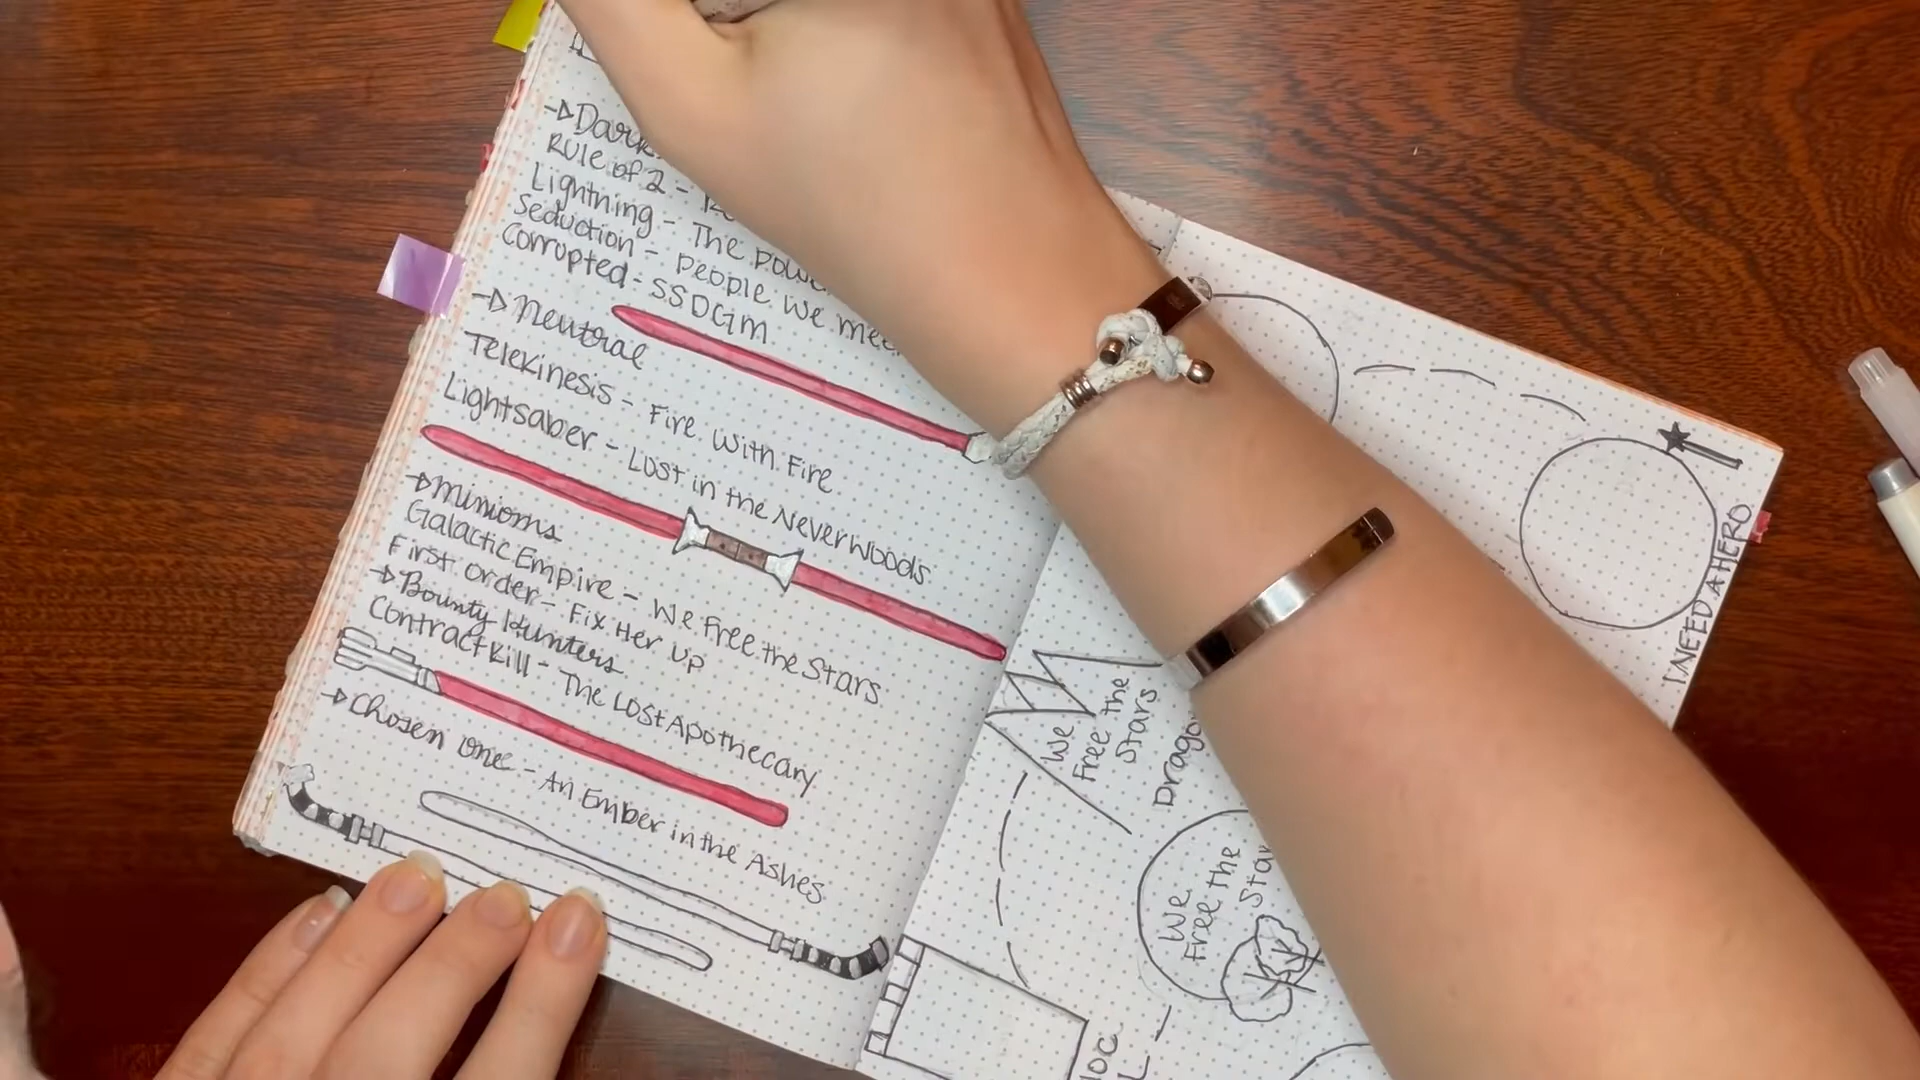 Dark
Rule of 2 -
Lightning - The
Seduction - People We
Corrupted - SSDGM
Neutral
Telekinesis - Fire With Fire
Lightsaber - Lost in the Neverwoods
Minions
Galactic Empire - We Free the Stars
First Order - Fix Her Up
Bounty Hunters
Contract Kill - The Lost Apothecary
Chosen One - An Ember in the Ashes
I NEED A HERO
We
Free the
Stars
We
Free the